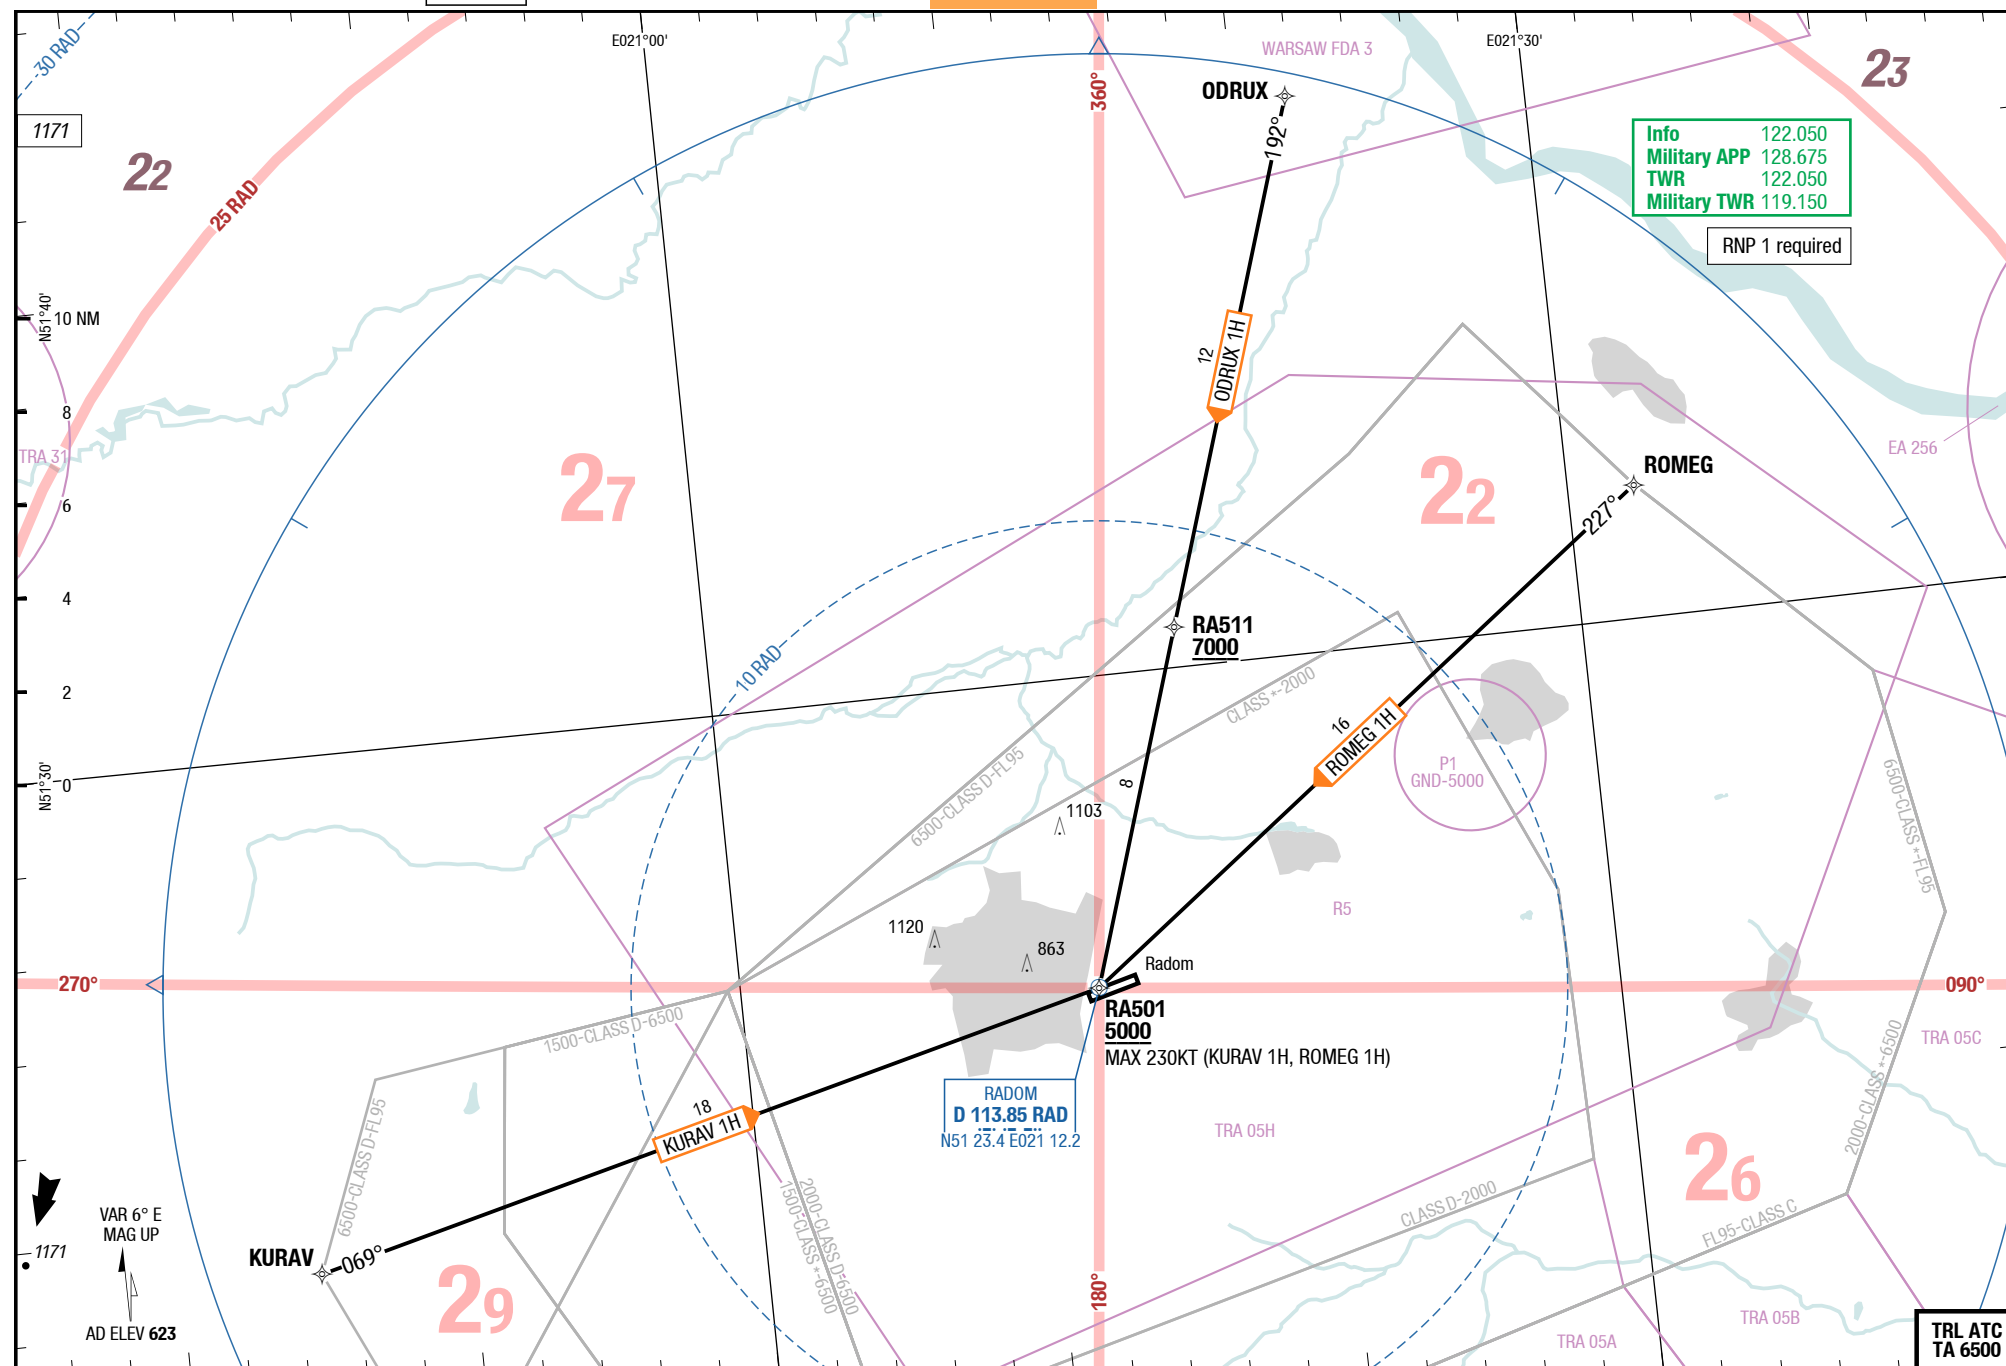 E021°00'
E021°30'
WARSAW FDA 3
30 RAD
360°
ODRUX
192°
23
1171
22
25 RAD
Info 122.050
Military APP 128.675
TWR 122.050
Military TWR 119.150
RNP 1 required
N51°40'
10 NM
8
6
4
2
0
N51°30'
TRA 31
12
ODRUX 1H
EA 256
27
22
ROMEG
227°
RA511
7000
10 RAD
CLASS *-2000
16
ROMEG 1H
P1
GND-5000
6500-CLASS D-FL95
8
6500-CLASS *-FL95
1103
R5
1120
863
Radom
270°
090°
RA501
5000
MAX 230KT (KURAV 1H, ROMEG 1H)
1500-CLASS D-6500
TRA 05C
RADOM
D 113.85 RAD
N51 23.4 E021 12.2
18
KURAV 1H
TRA 05H
2000-CLASS *-6500
6500-CLASS D-FL95
26
2000-CLASS D-6500
1500-CLASS *-6500
CLASS D-2000
FL95-CLASS C
VAR 6° E
MAG UP
1171
KURAV
069°
29
180°
AD ELEV 623
TRA 05A
TRA 05B
TRL ATC
TA 6500